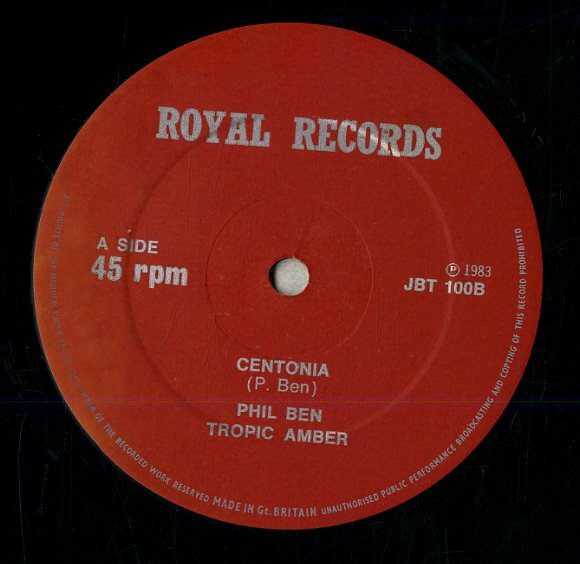 ROYAL RECORDS
A SIDE
45 rpm
℗ 1983
JBT 100B
CENTONIA
(P. Ben)
PHIL BEN
TROPIC AMBER
OF THE RECORDED WORK RESERVED MADE IN Gt. BRITAIN UNAUTHORISED PUBLIC PERFORMANCE BROADCASTING AND COPYING OF THIS RECORD PROHIBITED